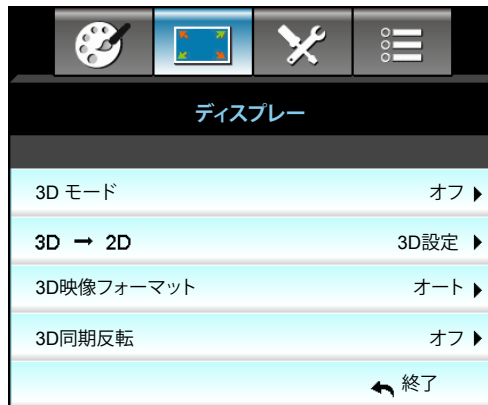 ディスプレー
3D モード オフ
3D → 2D 3D設定
3D映像フォーマット オート
3D同期反転 オフ
終了